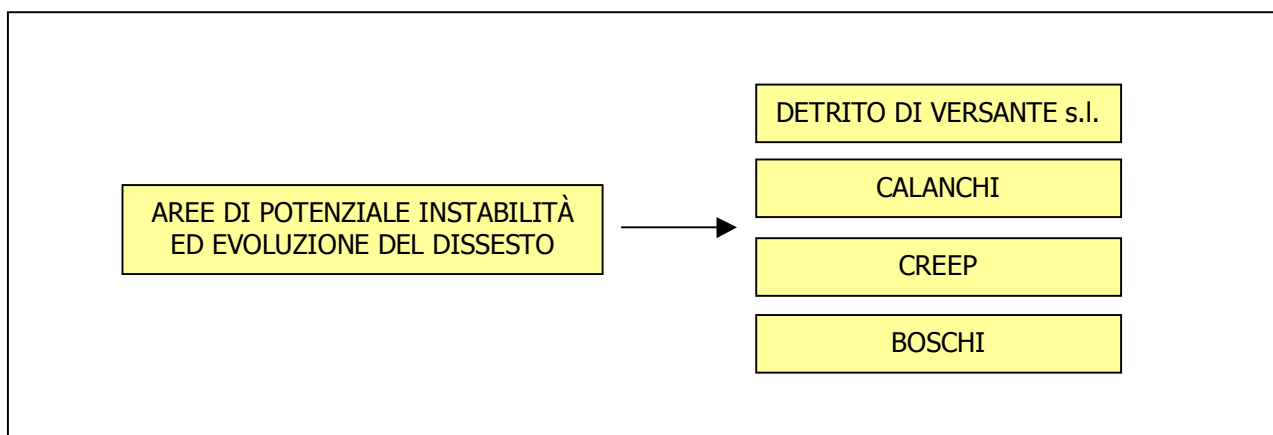 DETRITO DI VERSANTE s.l.
CALANCHI
AREE DI POTENZIALE INSTABILITÀ
ED EVOLUZIONE DEL DISSESTO
CREEP
BOSCHI